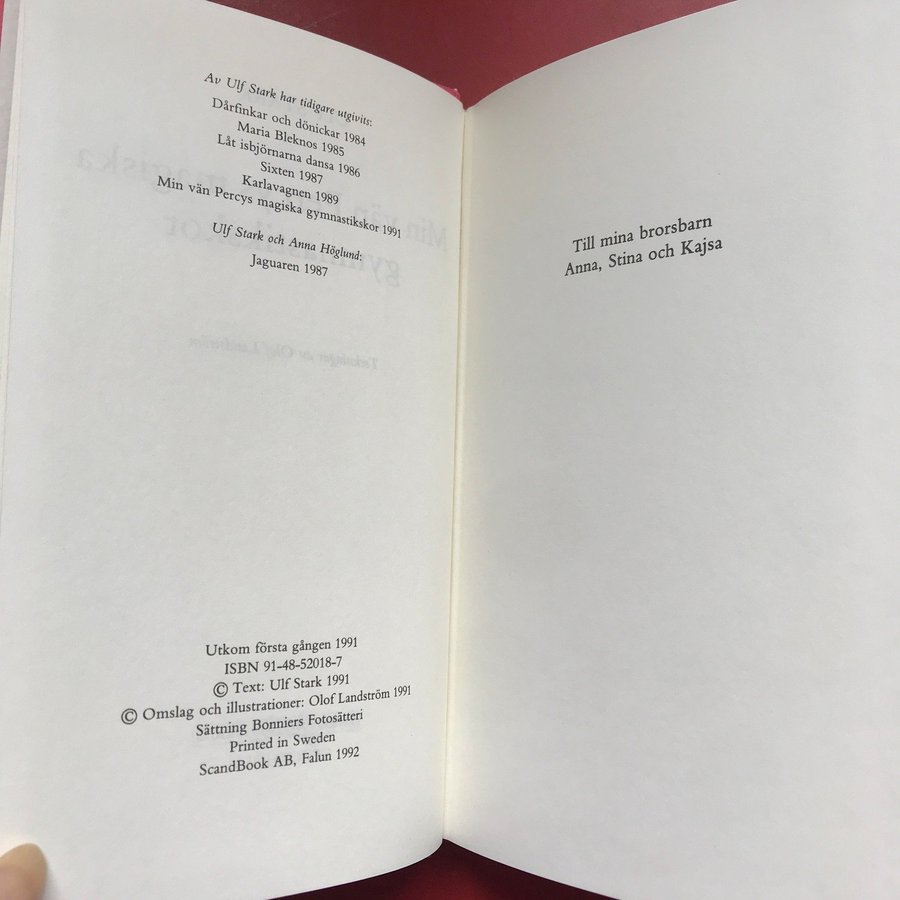 Av Ulf Stark har tidigare utgivits:
Dårfinkar och dönickar 1984
Maria Bleknos 1985
Låt isbjörnarna dansa 1986
Sixten 1987
Karlavagnen 1989
Min vän Percys magiska gymnastikskor 1991
Ulf Stark och Anna Höglund:
Jaguaren 1987
Utkom första gången 1991
ISBN 91-48-52018-7
© Text: Ulf Stark 1991
© Omslag och illustrationer: Olof Landström 1991
Sättning Bonniers Fotosätteri
Printed in Sweden
ScandBook AB, Falun 1992
Till mina brorsbarn
Anna, Stina och Kajsa